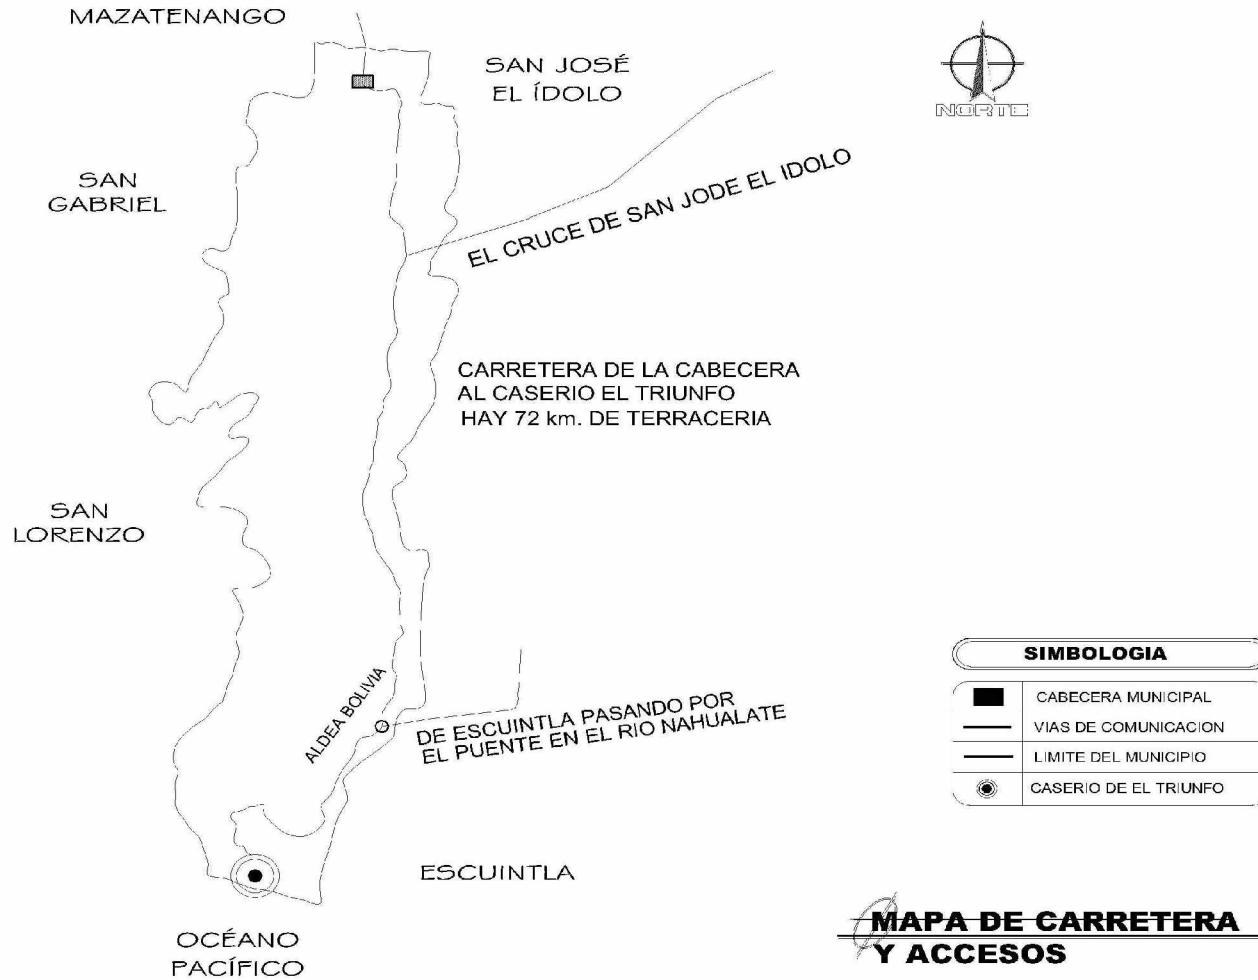 MAZATENANGO
SAN JOSÉ
EL ÍDOLO
NORTE
SAN
GABRIEL
EL CRUCE DE SAN JODE EL IDOLO
CARRETERA DE LA CABECERA
AL CASERIO EL TRIUNFO
HAY 72 km. DE TERRACERIA
SAN
LORENZO
ALDEA BOLIVIA
DE ESCUINTLA PASANDO POR
EL PUENTE EN EL RIO NAHUALATE
SIMBOLOGIA
CABECERA MUNICIPAL
VIAS DE COMUNICACION
LIMITE DEL MUNICIPIO
CASERIO DE EL TRIUNFO
ESCUINTLA
OCÉANO
PACÍFICO
MAPA DE CARRETERA
Y ACCESOS